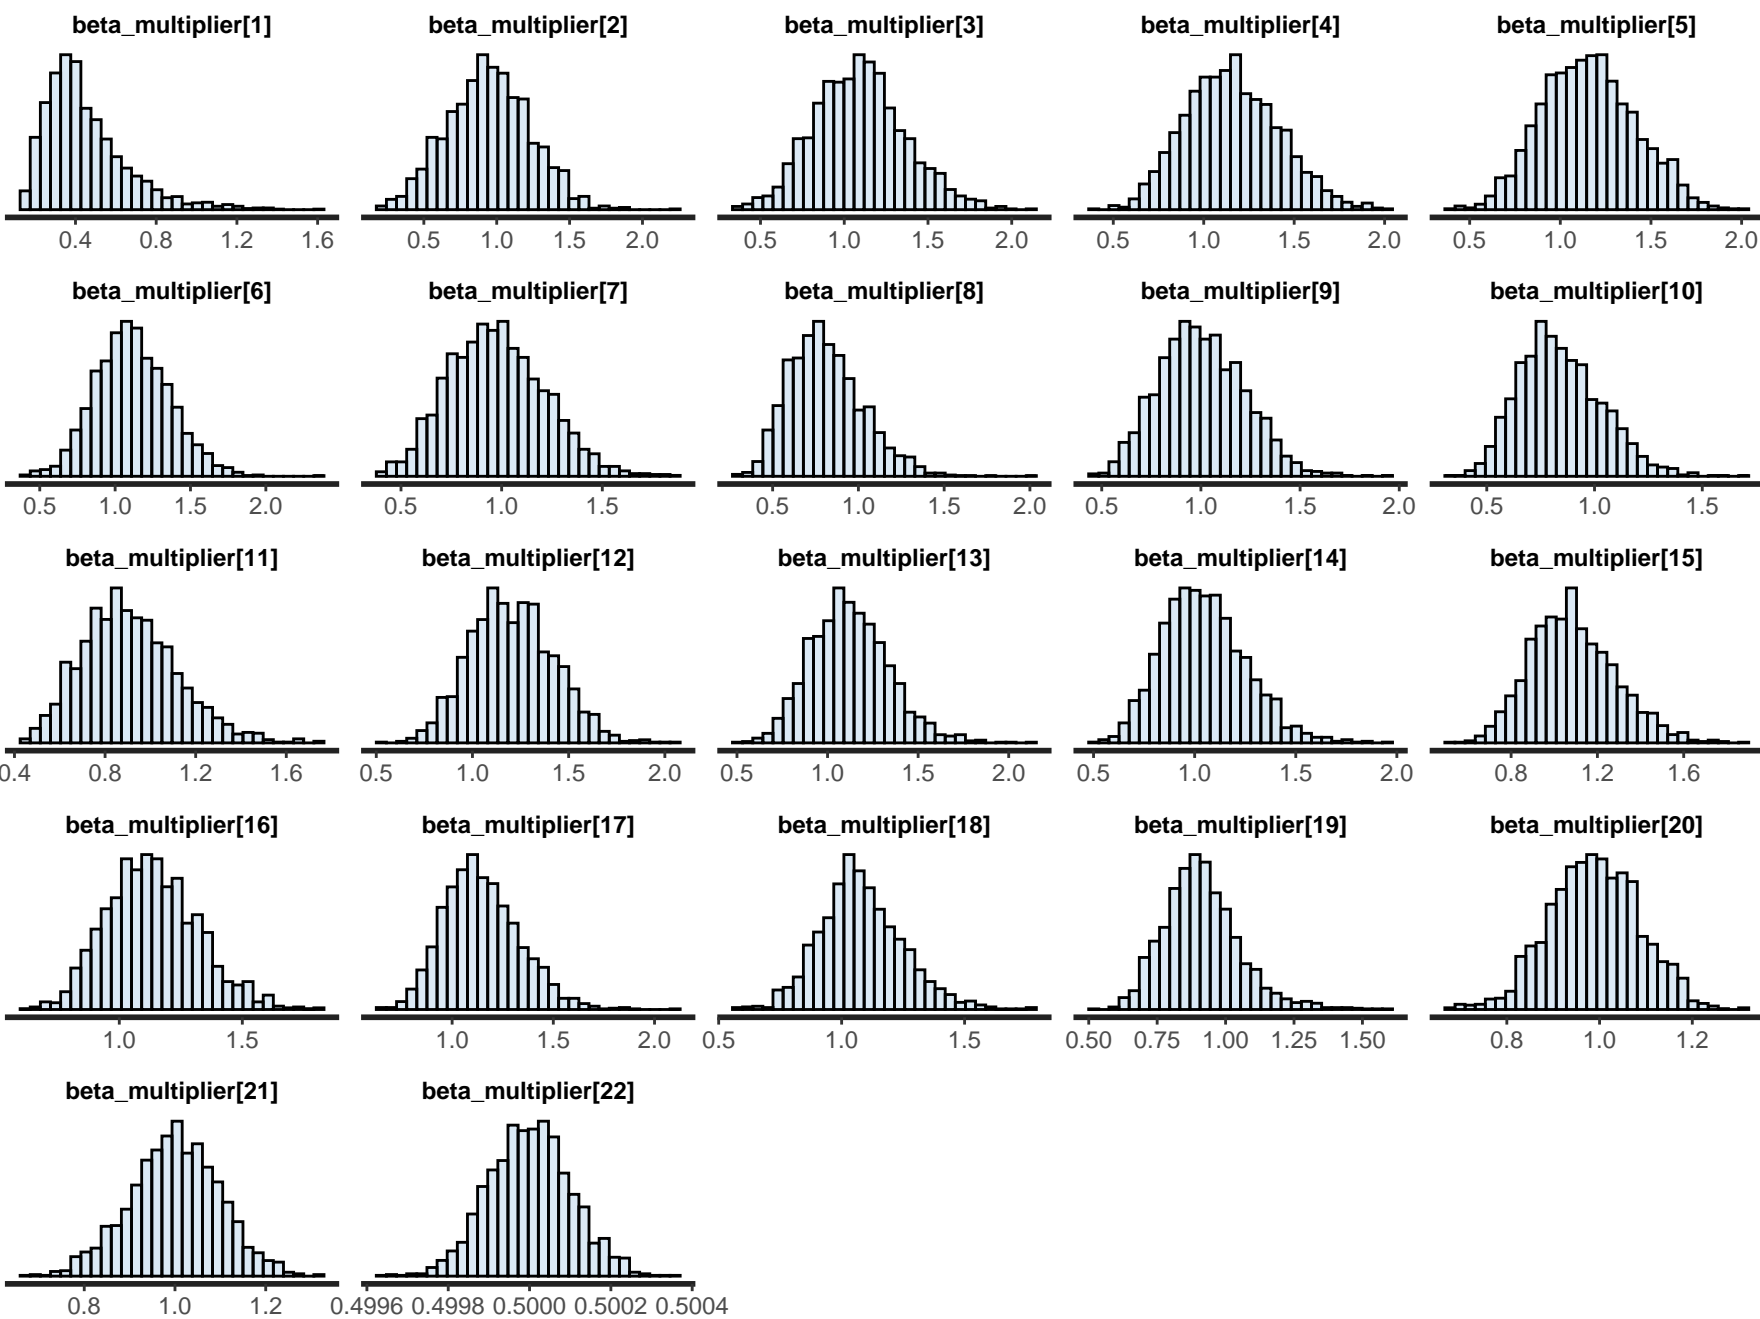 beta_multiplier[1] beta_multiplier[2] beta_multiplier[3] beta_multiplier[4] beta_multiplier[5]
0.4 0.8 1.2 1.6 0.5 1.0 1.5 2.0 0.5 1.0 1.5 2.0 0.5 1.0 1.5 2.0 0.5 1.0 1.5 2.0
beta_multiplier[6] beta_multiplier[7] beta_multiplier[8] beta_multiplier[9] beta_multiplier[10]
0.5 1.0 1.5 2.0 0.5 1.0 1.5 0.5 1.0 1.5 2.0 0.5 1.0 1.5 2.0 0.5 1.0 1.5
beta_multiplier[11] beta_multiplier[12] beta_multiplier[13] beta_multiplier[14] beta_multiplier[15]
0.4 0.8 1.2 1.6 0.5 1.0 1.5 2.0 0.5 1.0 1.5 2.0 0.5 1.0 1.5 2.0 0.8 1.2 1.6
beta_multiplier[16] beta_multiplier[17] beta_multiplier[18] beta_multiplier[19] beta_multiplier[20]
1.0 1.5 1.0 1.5 2.0 0.5 1.0 1.5 0.50 0.75 1.00 1.25 1.50 0.8 1.0 1.2
beta_multiplier[21] beta_multiplier[22]
0.8 1.0 1.2 0.4996 0.4998 0.5000 0.5002 0.5004